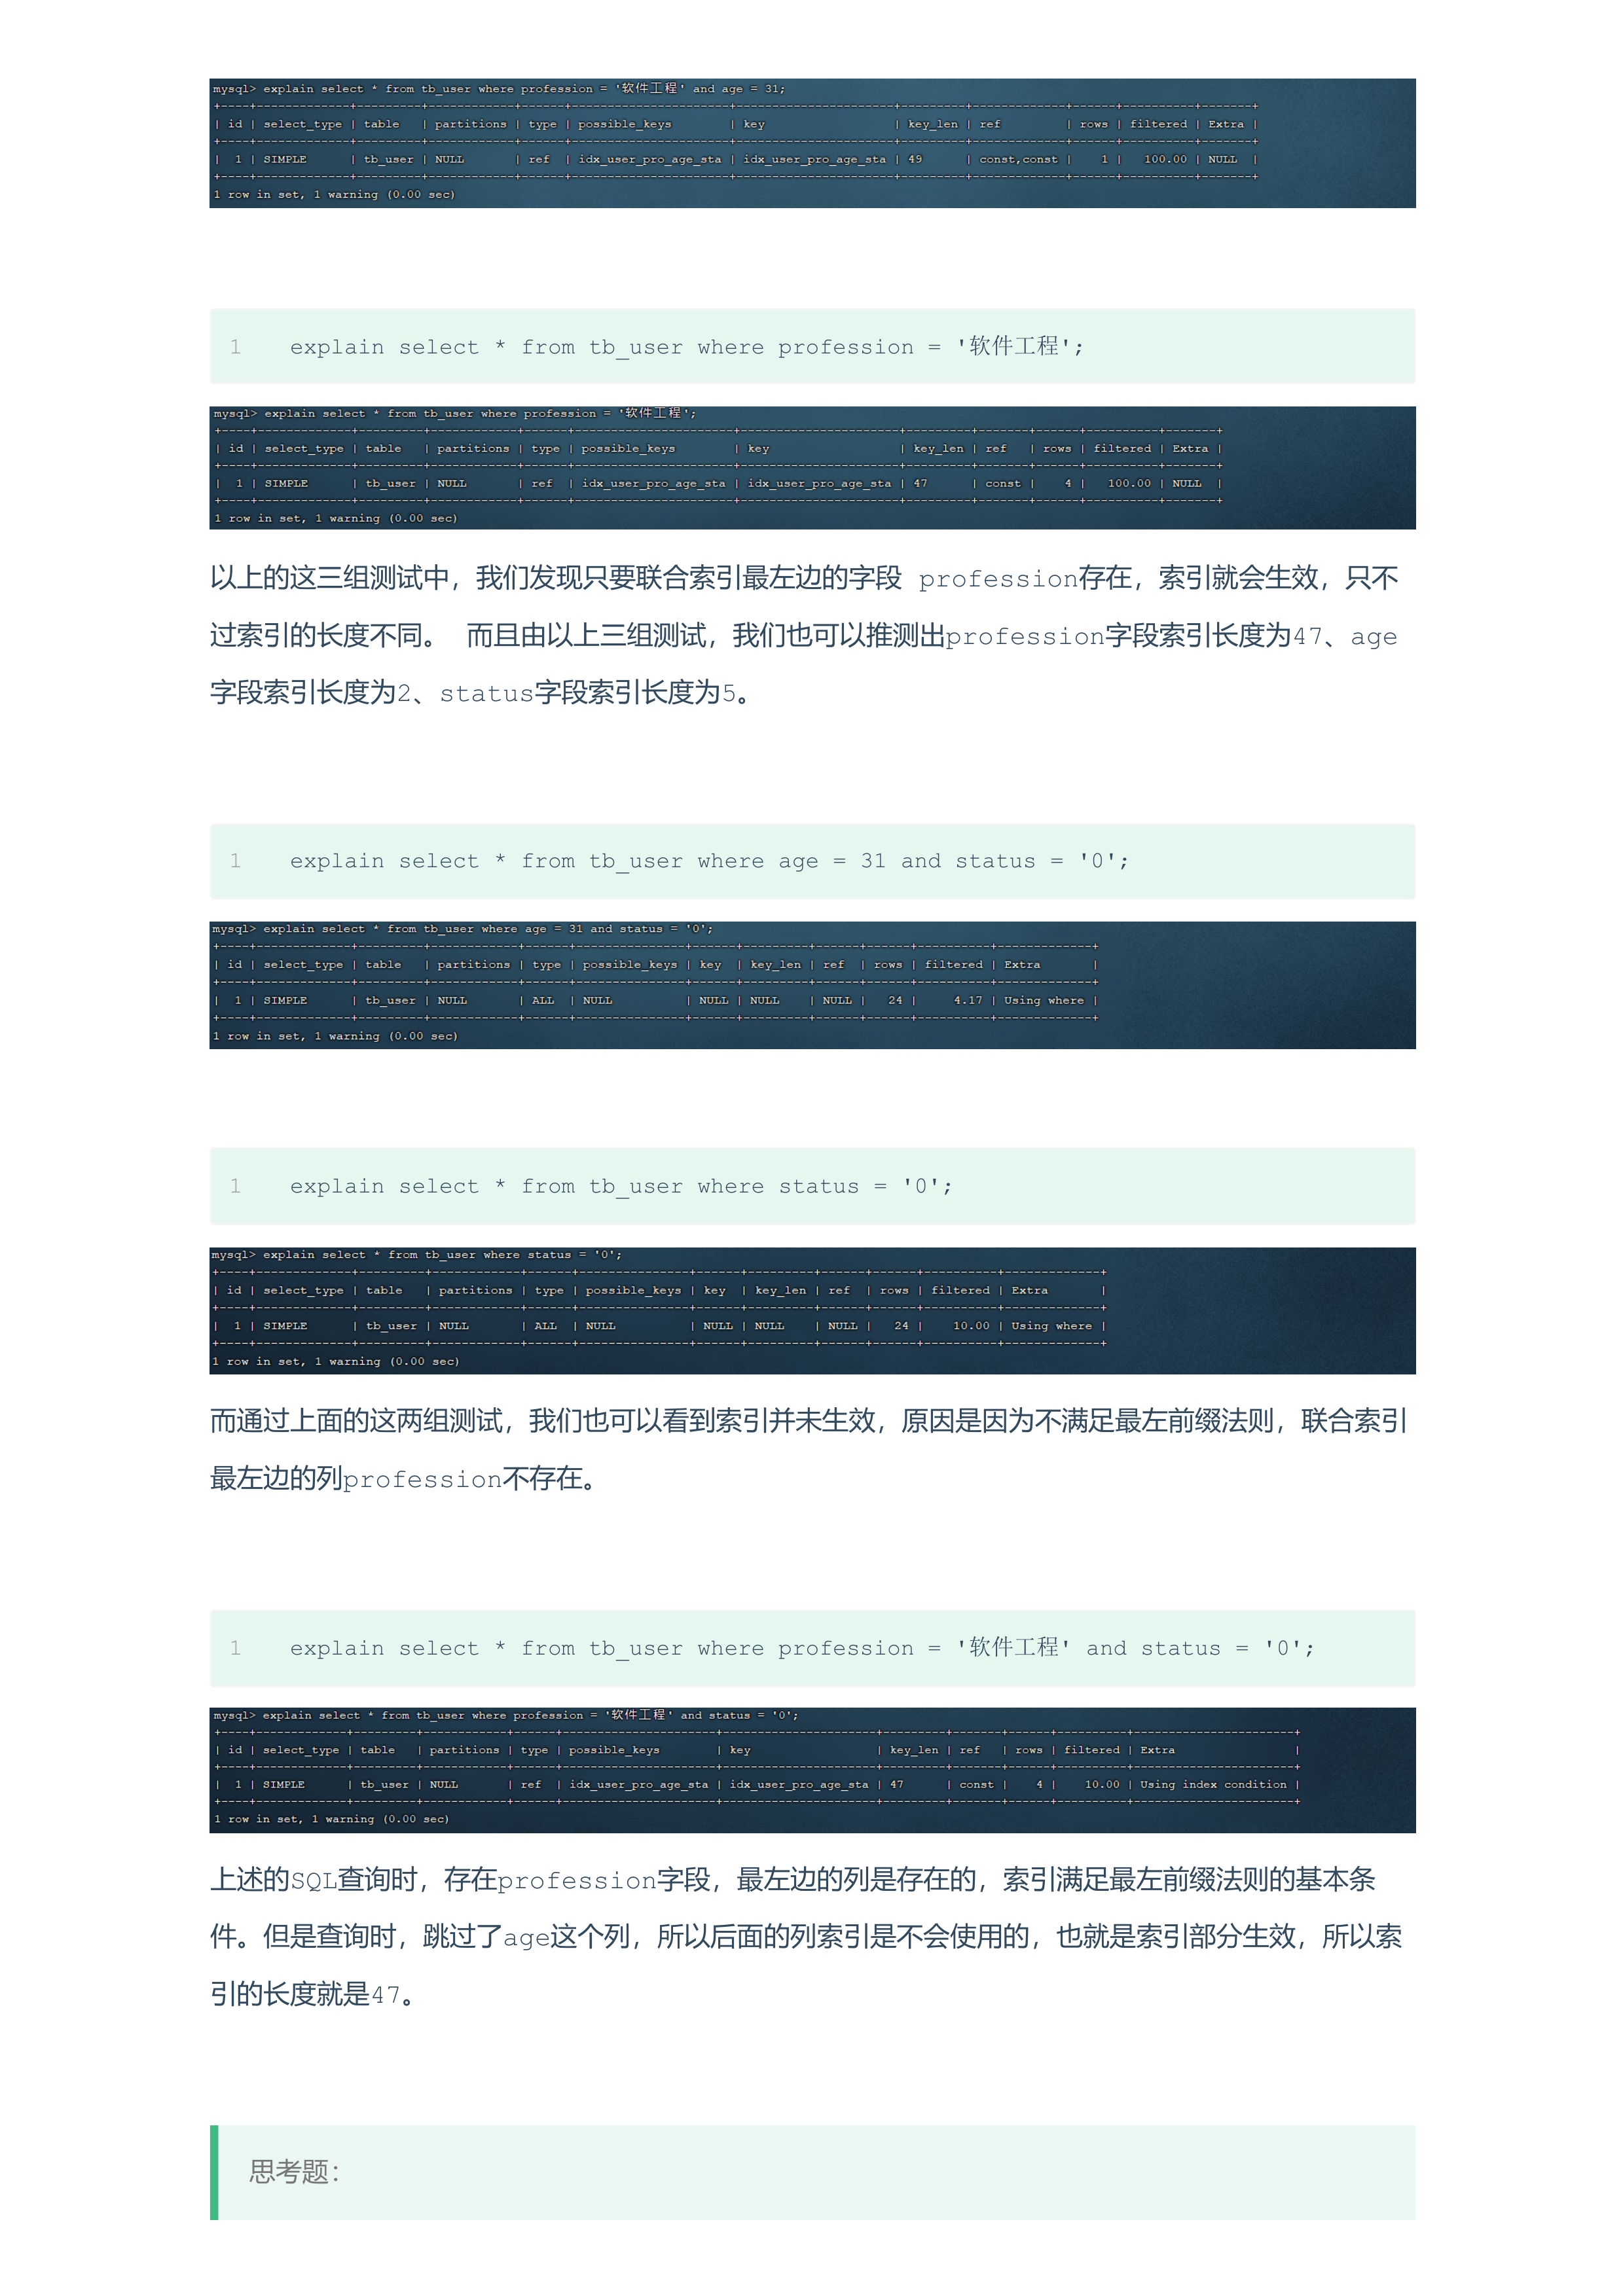 mysql> explain select * from tb_user where profession = '软件工程' and age = 31;
+----+-------------+---------+------------+------+----------------------+----------------------+---------+-------------+------+----------+-------+
| id | select_type | table   | partitions | type | possible_keys        | key                  | key_len | ref         | rows | filtered | Extra |
+----+-------------+---------+------------+------+----------------------+----------------------+---------+-------------+------+----------+-------+
|  1 | SIMPLE      | tb_user | NULL       | ref  | idx_user_pro_age_sta | idx_user_pro_age_sta | 49      | const,const |    1 |   100.00 | NULL  |
+----+-------------+---------+------------+------+----------------------+----------------------+---------+-------------+------+----------+-------+
1 row in set, 1 warning (0.00 sec)
1 explain select * from tb_user where profession = '软件工程';
mysql> explain select * from tb_user where profession = '软件工程';
+----+-------------+---------+------------+------+----------------------+----------------------+---------+-------+------+----------+-------+
| id | select_type | table   | partitions | type | possible_keys        | key                  | key_len | ref   | rows | filtered | Extra |
+----+-------------+---------+------------+------+----------------------+----------------------+---------+-------+------+----------+-------+
|  1 | SIMPLE      | tb_user | NULL       | ref  | idx_user_pro_age_sta | idx_user_pro_age_sta | 47      | const |    4 |   100.00 | NULL  |
+----+-------------+---------+------------+------+----------------------+----------------------+---------+-------+------+----------+-------+
1 row in set, 1 warning (0.00 sec)
以上的这三组测试中，我们发现只要联合索引最左边的字段 profession存在，索引就会生效，只不
过索引的长度不同。 而且由以上三组测试，我们也可以推测出profession字段索引长度为47、age
字段索引长度为2、status字段索引长度为5。
1 explain select * from tb_user where age = 31 and status = '0';
mysql> explain select * from tb_user where age = 31 and status = '0';
+----+-------------+---------+------------+------+---------------+------+---------+------+------+----------+-------------+
| id | select_type | table   | partitions | type | possible_keys | key  | key_len | ref  | rows | filtered | Extra       |
+----+-------------+---------+------------+------+---------------+------+---------+------+------+----------+-------------+
|  1 | SIMPLE      | tb_user | NULL       | ALL  | NULL          | NULL | NULL    | NULL |   24 |     4.17 | Using where |
+----+-------------+---------+------------+------+---------------+------+---------+------+------+----------+-------------+
1 row in set, 1 warning (0.00 sec)
1 explain select * from tb_user where status = '0';
mysql> explain select * from tb_user where status = '0';
+----+-------------+---------+------------+------+---------------+------+---------+------+------+----------+-------------+
| id | select_type | table   | partitions | type | possible_keys | key  | key_len | ref  | rows | filtered | Extra       |
+----+-------------+---------+------------+------+---------------+------+---------+------+------+----------+-------------+
|  1 | SIMPLE      | tb_user | NULL       | ALL  | NULL          | NULL | NULL    | NULL |   24 |    10.00 | Using where |
+----+-------------+---------+------------+------+---------------+------+---------+------+------+----------+-------------+
1 row in set, 1 warning (0.00 sec)
而通过上面的这两组测试，我们也可以看到索引并未生效，原因是因为不满足最左前缀法则，联合索引
最左边的列profession不存在。
1 explain select * from tb_user where profession = '软件工程' and status = '0';
mysql> explain select * from tb_user where profession = '软件工程' and status = '0';
+----+-------------+---------+------------+------+----------------------+----------------------+---------+-------+------+----------+-----------------------+
| id | select_type | table   | partitions | type | possible_keys        | key                  | key_len | ref   | rows | filtered | Extra                 |
+----+-------------+---------+------------+------+----------------------+----------------------+---------+-------+------+----------+-----------------------+
|  1 | SIMPLE      | tb_user | NULL       | ref  | idx_user_pro_age_sta | idx_user_pro_age_sta | 47      | const |    4 |    10.00 | Using index condition |
+----+-------------+---------+------------+------+----------------------+----------------------+---------+-------+------+----------+-----------------------+
1 row in set, 1 warning (0.00 sec)
上述的SQL查询时，存在profession字段，最左边的列是存在的，索引满足最左前缀法则的基本条
件。但是查询时，跳过了age这个列，所以后面的列索引是不会使用的，也就是索引部分生效，所以索
引的长度就是47。
思考题：